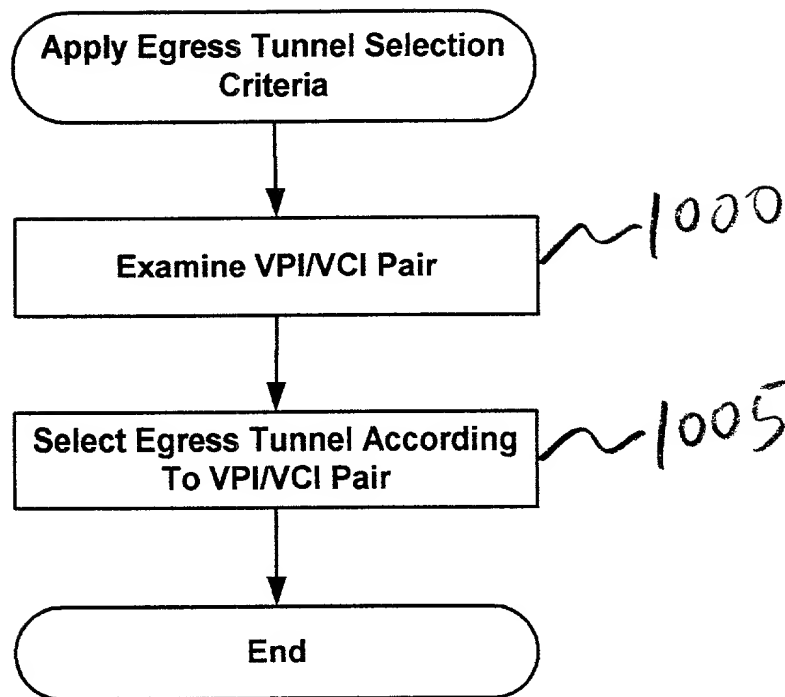 Apply Egress Tunnel Selection
Criteria
Examine VPI/VCI Pair
1000
Select Egress Tunnel According
To VPI/VCI Pair
1005
End